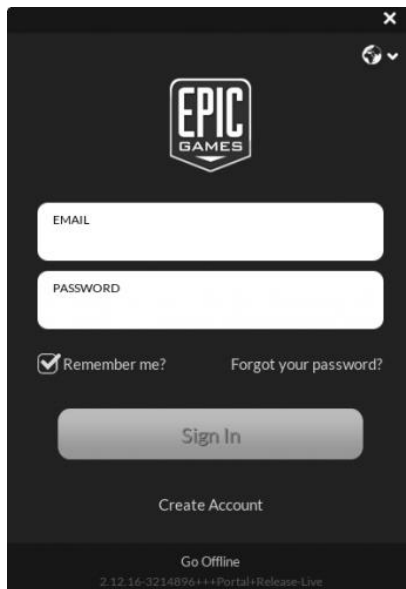 EPIC
GAMES
EMAIL
PASSWORD
Remember me? Forgot your password?
Sign In
Create Account
Go Offline
2.12.16-3214896+++Portal+Release-Live